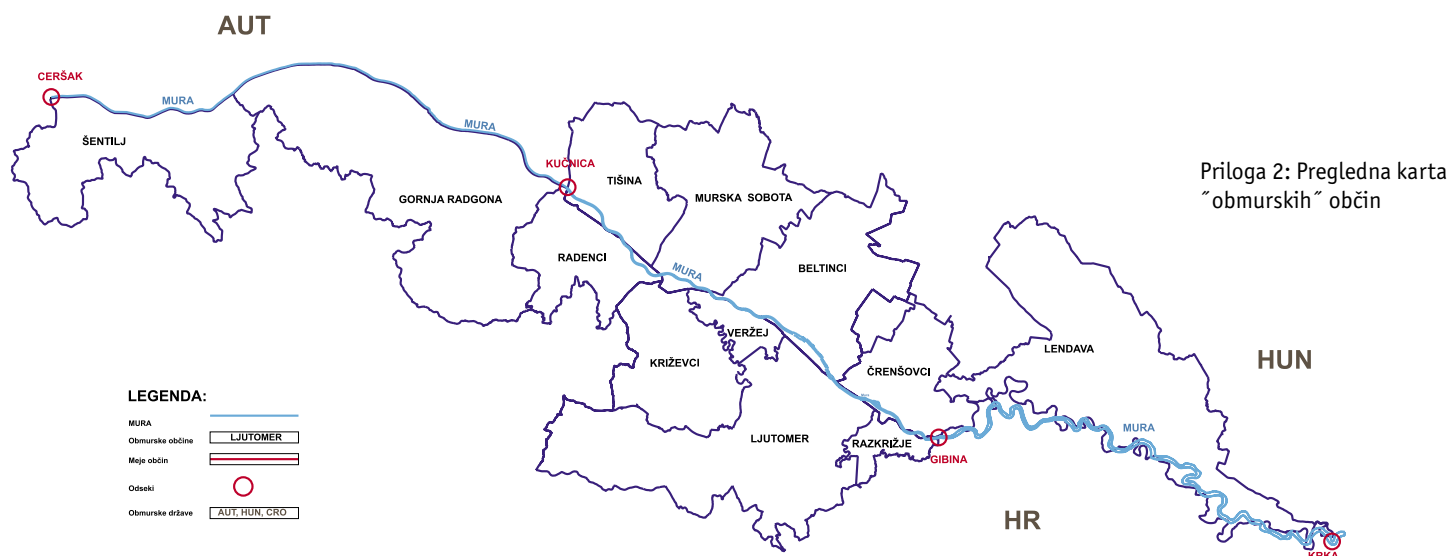 AUT
CERŠAK
MURA
ŠENTILJ
MURA
KUČNICA
TIŠINA
GORNJA RADGONA
MURSKA SOBOTA
Priloga 2: Pregledna karta
˝obmurskih˝ občin
RADENCI
MURA
BELTINCI
VERŽEJ
KRIŽEVCI
ČRENŠOVCI
LENDAVA
HUN
LJUTOMER
RAZKRIŽJE
GIBINA
MURA
HR
KRKA
LEGENDA:
MURA
Obmurske občine
LJUTOMER
Meje občin
Odseki
Obmurske države
AUT, HUN, CRO